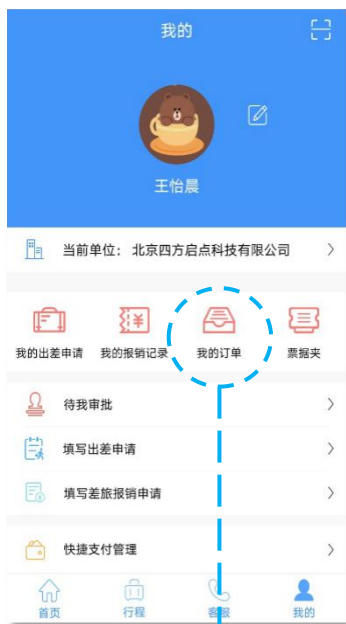 我的
王怡晨
当前单位： 北京四方启点科技有限公司
我的出差申请 我的报销记录 我的订单 票据夹
待我审批
填写出差申请
填写差旅报销申请
快捷支付管理
首页 行程 客服 我的